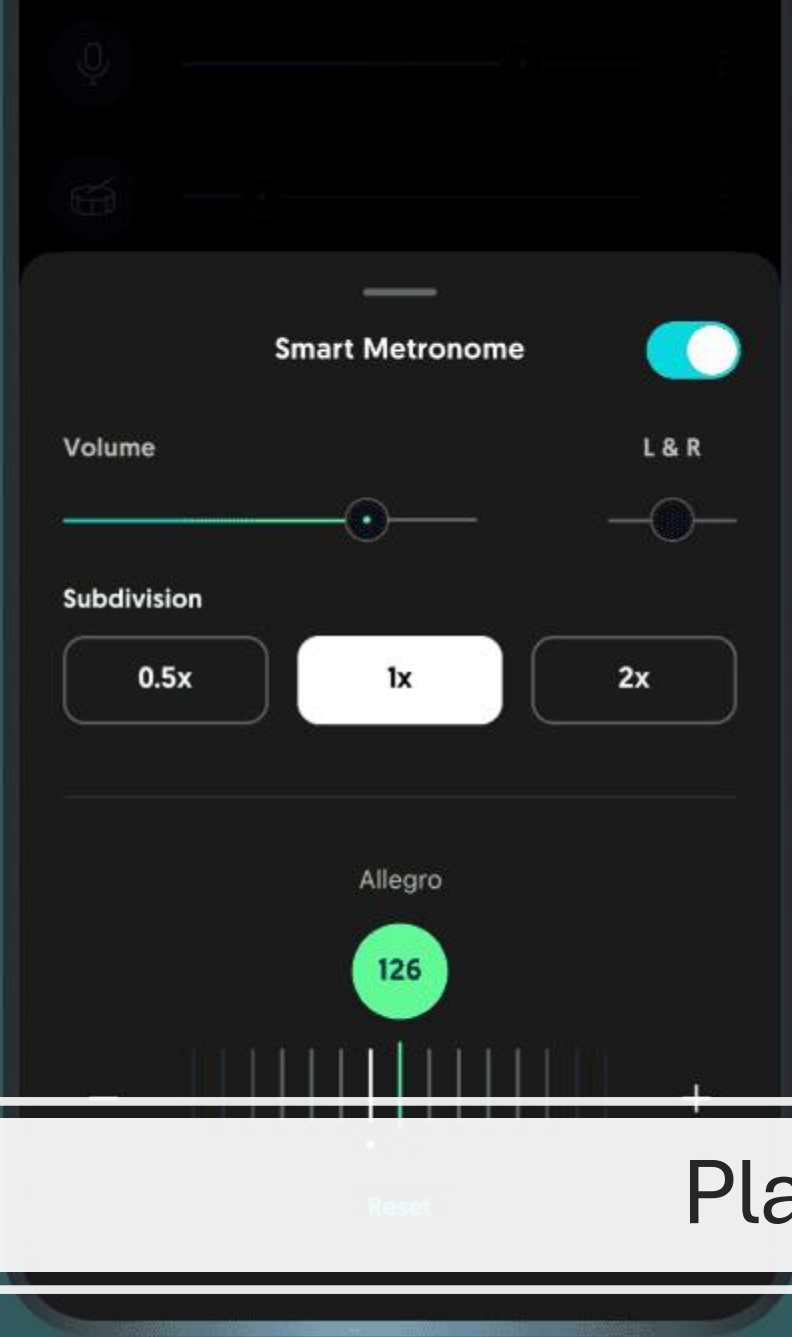 Smart Metronome
Volume L & R
Subdivision
0.5x 1x 2x
Allegro
126
Reset
Pla